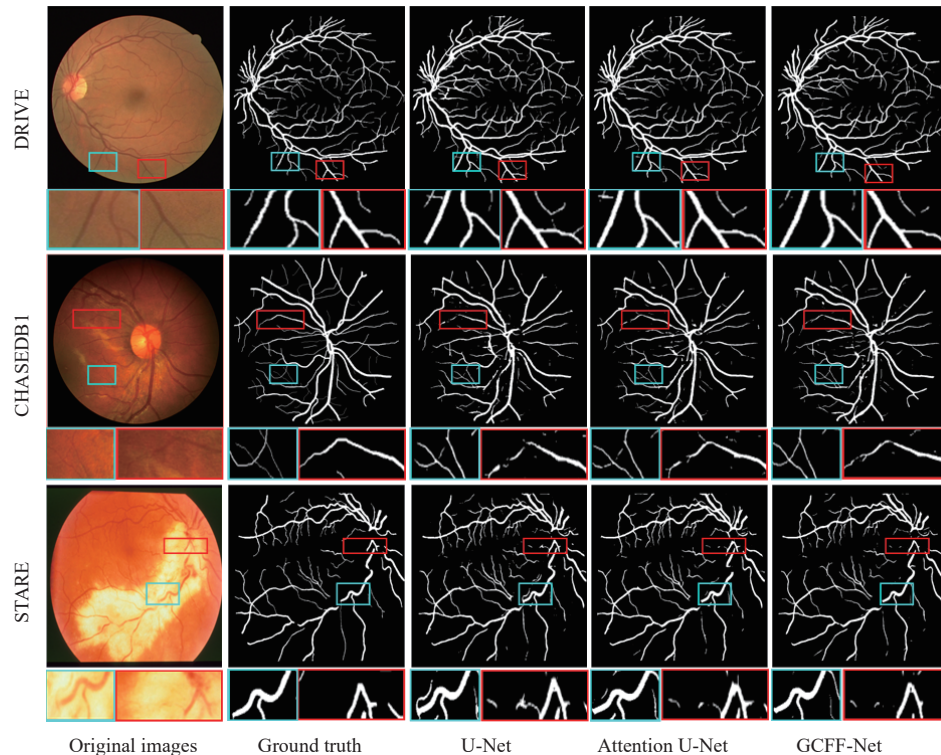 DRIVE
CHASEDB1
STARE
Original images
Ground truth
U-Net
Attention U-Net
GCFF-Net